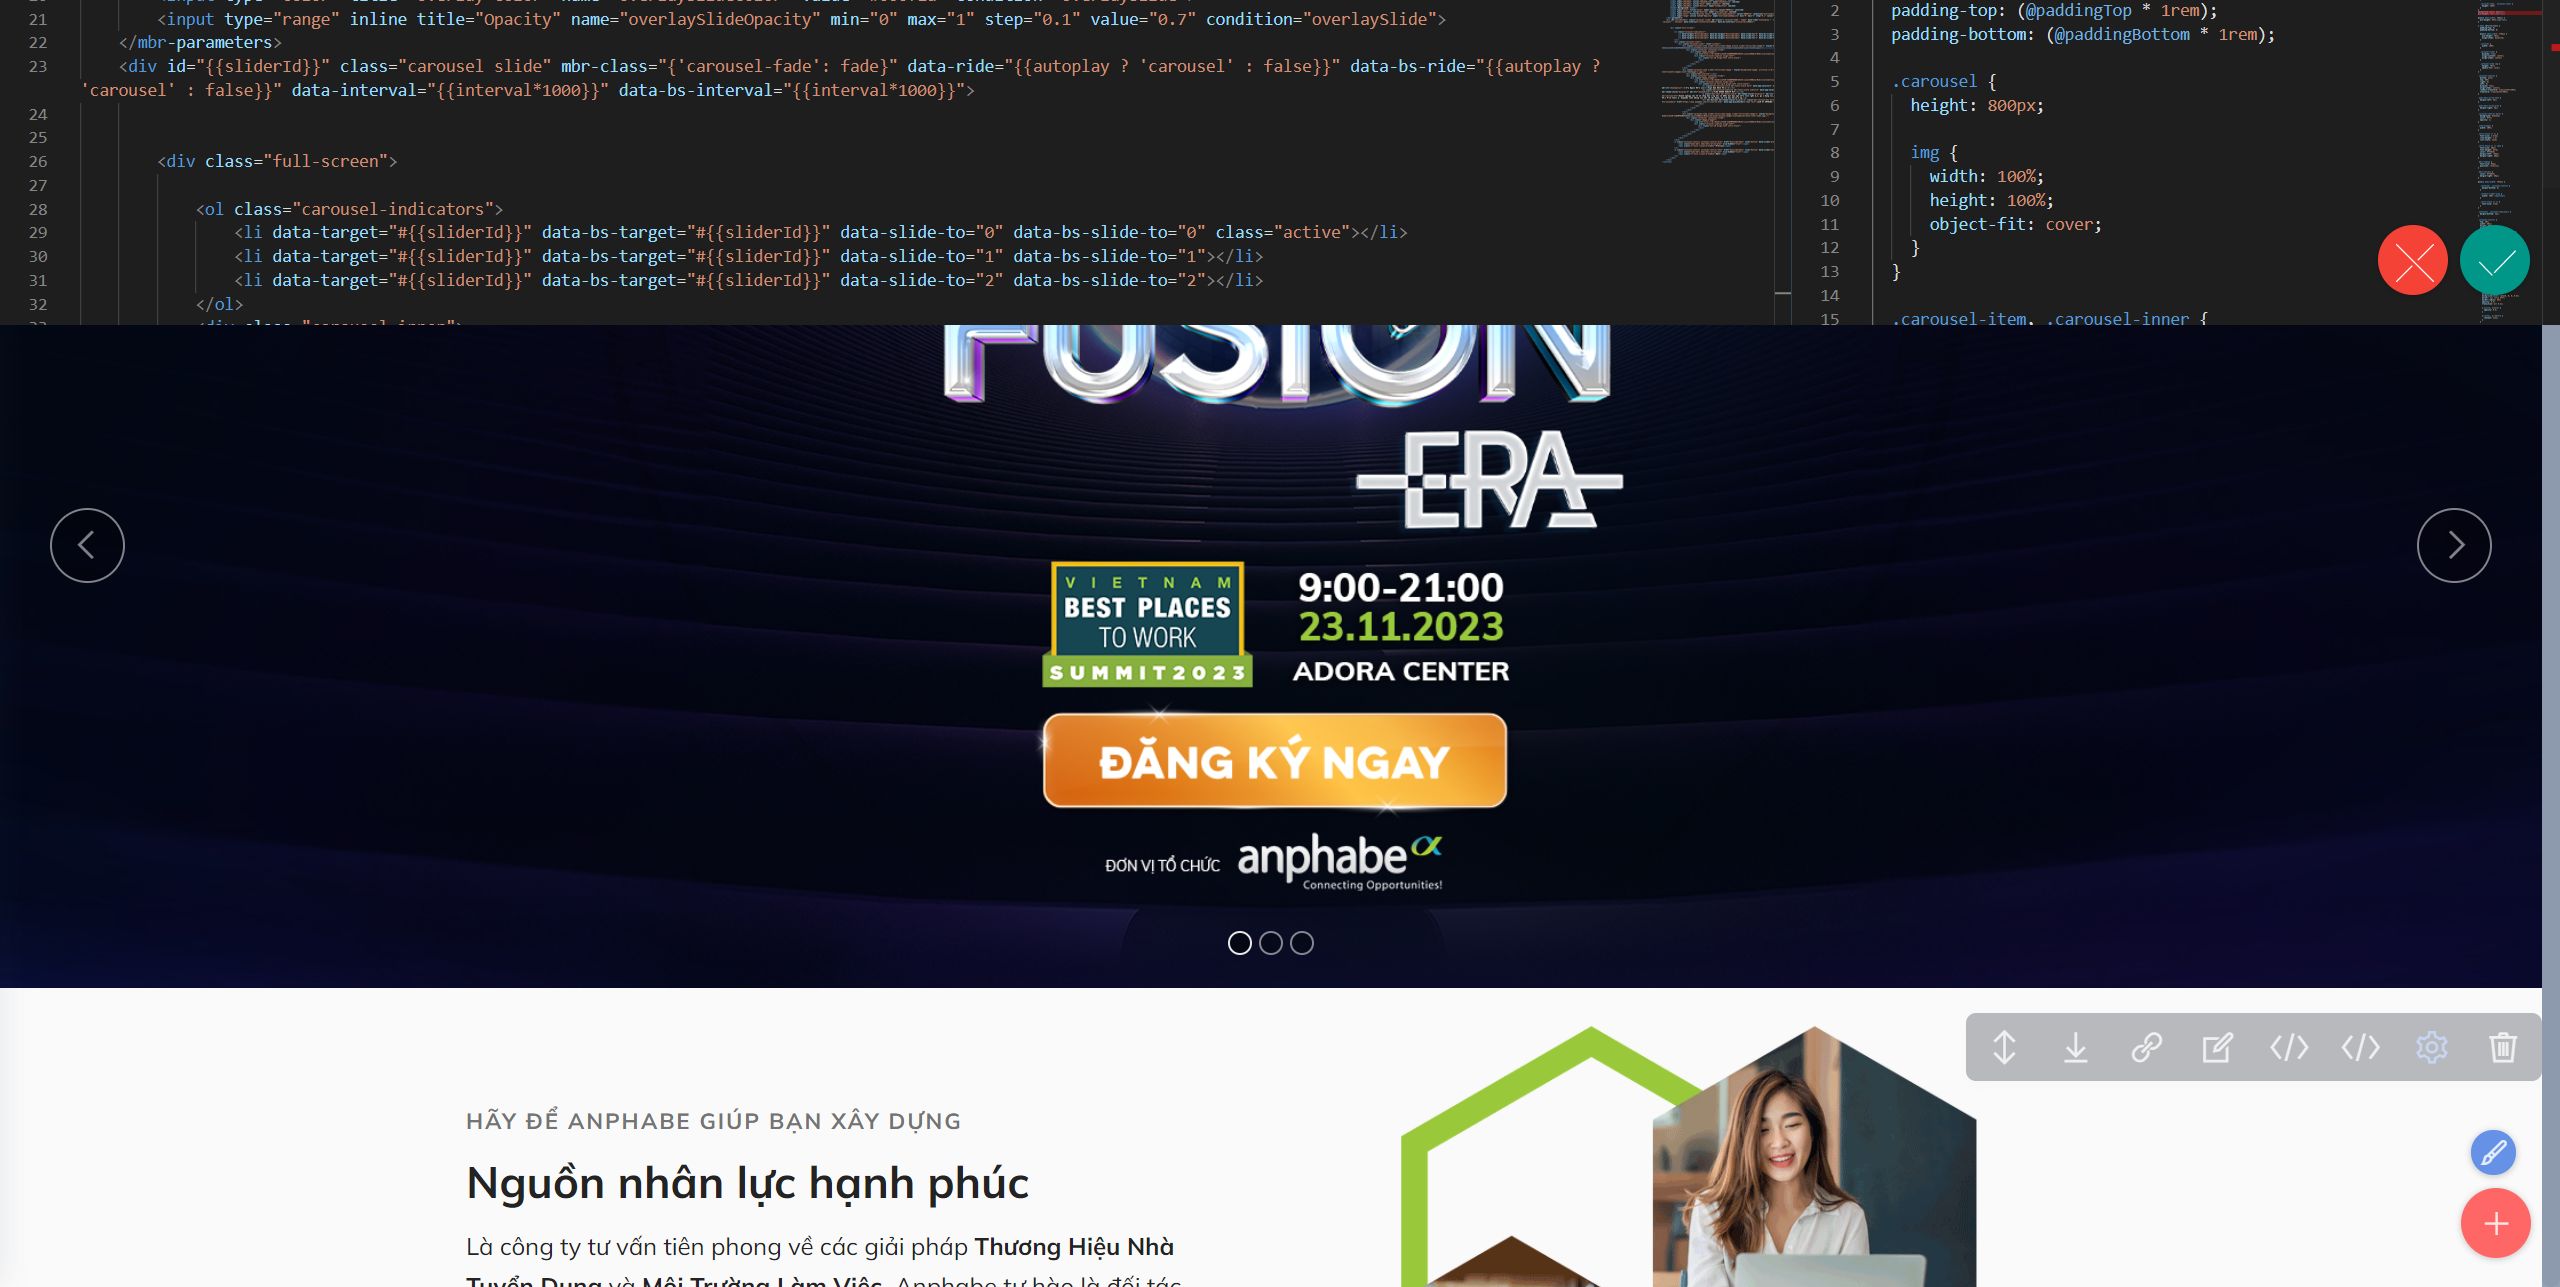 21 <input type="range" inline title="Opacity" name="overlaySlideOpacity" min="0" max="1" step="0.1" value="0.7" condition="overlaySlide">
22 </mbr-parameters>
23 <div id="{{sliderId}}" class="carousel slide" mbr-class="{'carousel-fade': fade}" data-ride="{{autoplay ? 'carousel' : false}}" data-bs-ride="{{autoplay ?
'carousel' : false}}" data-interval="{{interval*1000}}" data-bs-interval="{{interval*1000}}">
24
25
26 <div class="full-screen">
27
28 <ol class="carousel-indicators">
29 <li data-target="#{{sliderId}}" data-bs-target="#{{sliderId}}" data-slide-to="0" data-bs-slide-to="0" class="active"></li>
30 <li data-target="#{{sliderId}}" data-bs-target="#{{sliderId}}" data-slide-to="1" data-bs-slide-to="1"></li>
31 <li data-target="#{{sliderId}}" data-bs-target="#{{sliderId}}" data-slide-to="2" data-bs-slide-to="2"></li>
32 </ol>
2 padding-top: (@paddingTop * 1rem);
3 padding-bottom: (@paddingBottom * 1rem);
4
5 .carousel {
6 height: 800px;
7
8 img {
9 width: 100%;
10 height: 100%;
11 object-fit: cover;
12 }
13 }
14
15 .carousel-item, .carousel-inner {
FUSION
ERA
VIETNAM
BEST PLACES
TO WORK
SUMMIT2023
9:00-21:00
23.11.2023
ADORA CENTER
ĐĂNG KÝ NGAY
ĐƠN VỊ TỔ CHỨC anphabe
Connecting Opportunities!
HÃY ĐỂ ANPHABE GIÚP BẠN XÂY DỰNG
Nguồn nhân lực hạnh phúc
Là công ty tư vấn tiên phong về các giải pháp Thương Hiệu Nhà
Tuyển Dụng và Môi Trường Làm Việc, Anphabe tự hào là đối tác